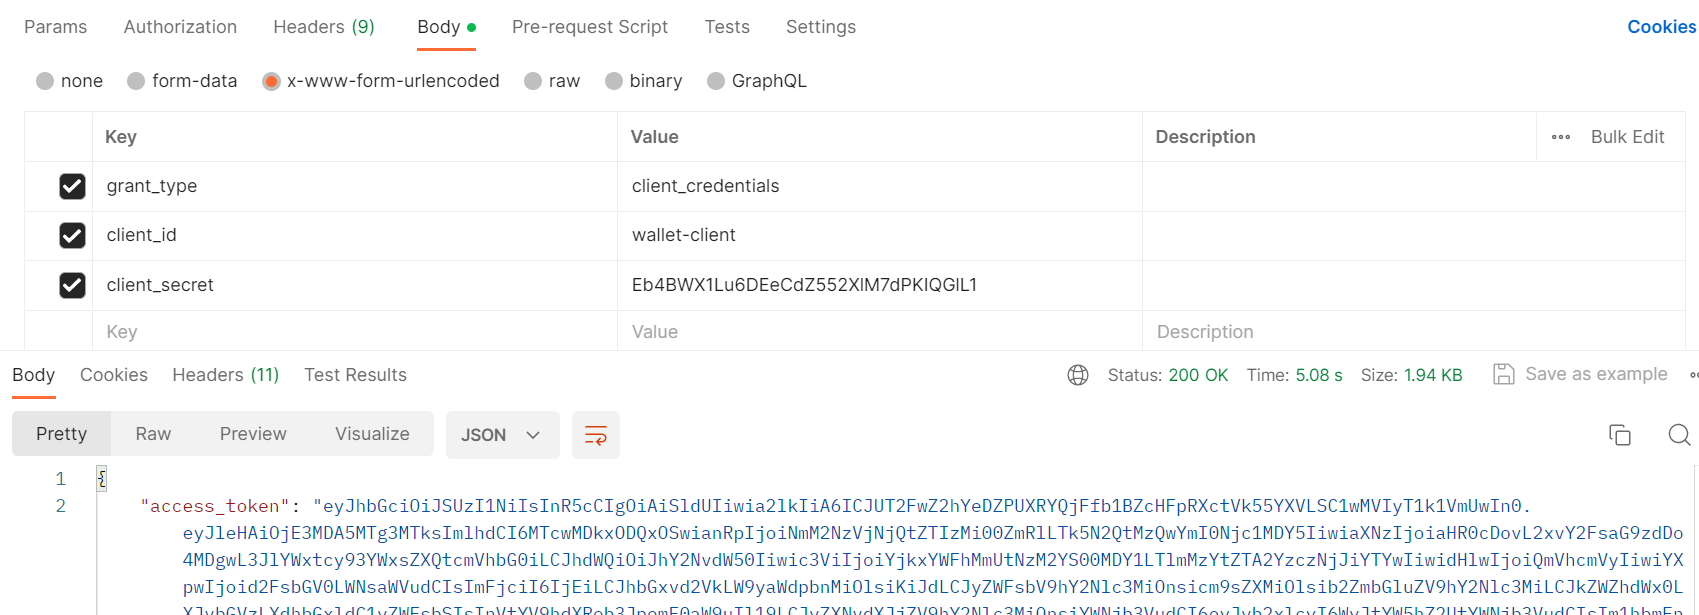 Params Authorization Headers (9) Body Pre-request Script Tests Settings Cookies
none form-data x-www-form-urlencoded raw binary GraphQL
Key Value Description ••• Bulk Edit
grant_type client_credentials
client_id wallet-client
client_secret Eb4BWX1Lu6DEeCdZ552XlM7dPKIQGlL1
Key Value Description
Body Cookies Headers (11) Test Results Status: 200 OK Time: 5.08 s Size: 1.94 KB Save as example
Pretty Raw Preview Visualize JSON
1 {
2 "access_token": "eyJhbGciOiJSUzI1NiIsInR5cCIgOiAiSldUIiwia2lkIiA6ICJUT2FwZ2hYeDZPUXRYQjFfb1BZcHFpRXctVk55YXVLSC1wMVIyT1k1VmUwIn0.
eyJleHAiOjE3MDA5MTg3MTksImlhdCI6MTcwMDkxODQxOSwianRpIjoiNmM2NzVjNjQtZTIzMi00ZmRlLTk5N2QtMzQwYmI0Njc1MDY5IiwiaXNzIjoiaHR0cDovL2xvY2FsaG9zdDo
4MDgwL3JlYWxtcy93YWxsZXQtcmVhbG0iLCJhdWQiOiJhY2NvdW50Iiwic3ViIjoiYjkxYWFhMmUtNzM2YS00MDY1LTlmMzYtZTA2YzczNjJiYTYwIiwidHlwIjoiQmVhcmVyIiwiYX
pwIjoid2FsbGV0LWNsaWVudCIsImFjciI6IjEiLCJhbGxvd2VkLW9yaWdpbnMiOlsiKiJdLCJyZWFsbV9hY2Nlc3MiOnsicm9sZXMiOlsib2ZmbGluZV9hY2Nlc3MiLCJkZWZhdWx0L